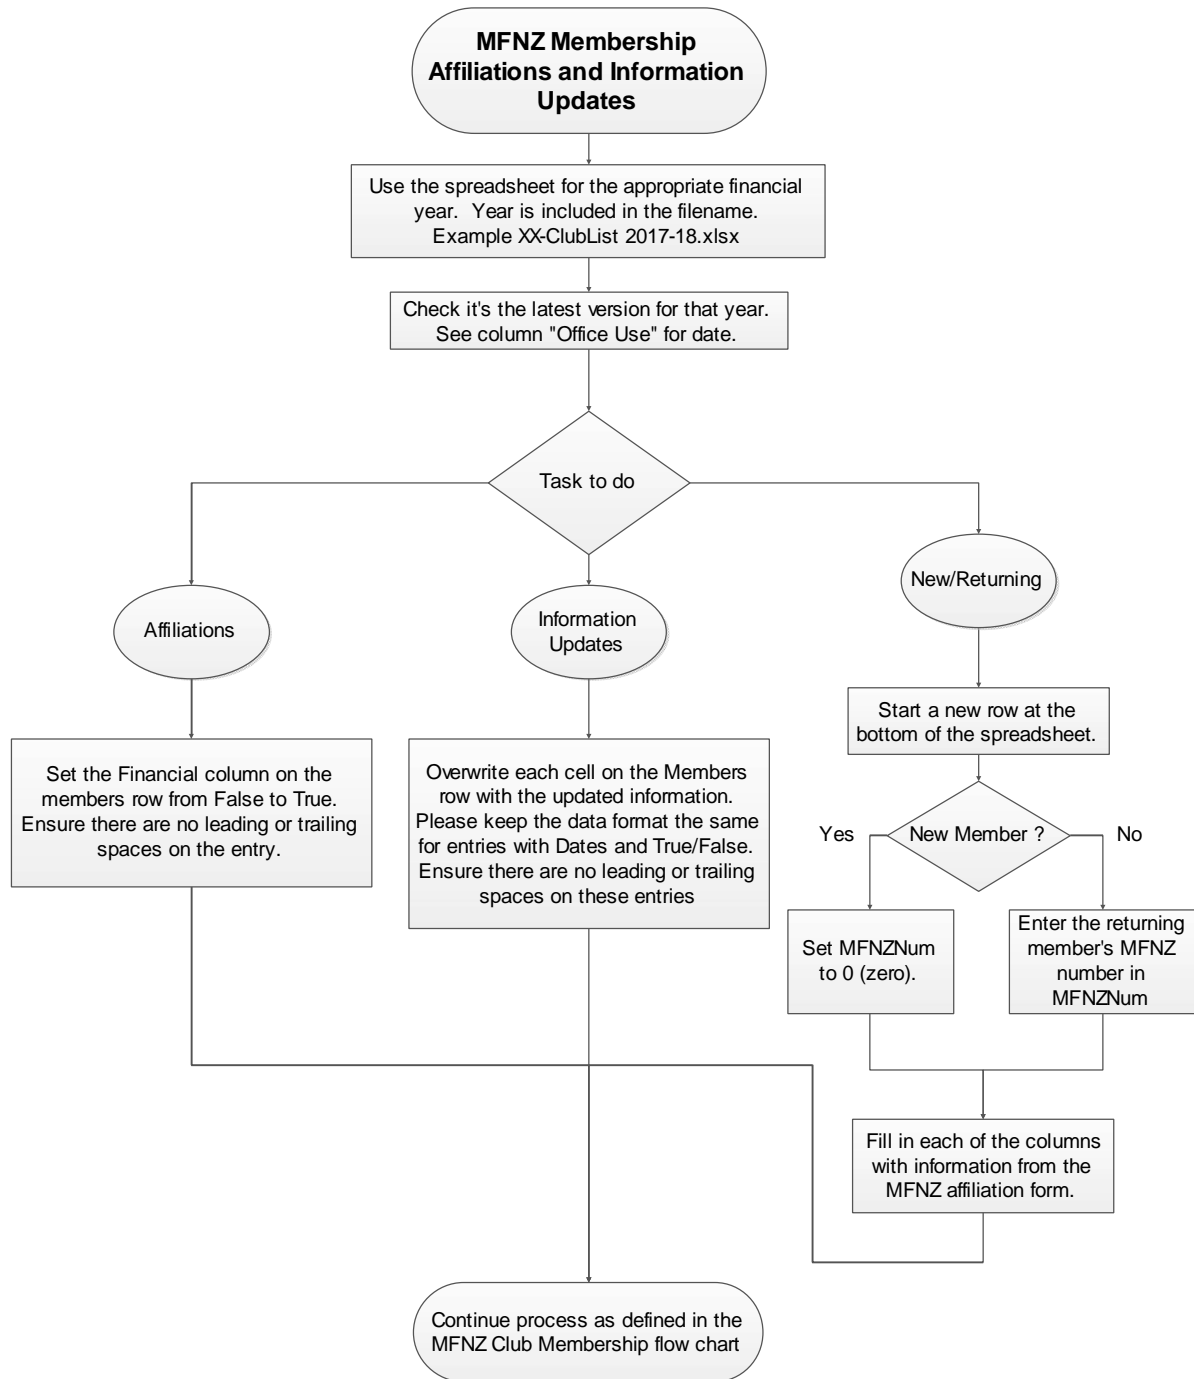 MFNZ Membership
Affiliations and Information
Updates
Use the spreadsheet for the appropriate financial
year.  Year is included in the filename.
Example XX-ClubList 2017-18.xlsx
Check it's the latest version for that year.
See column "Office Use" for date.
Task to do
Affiliations
Information
Updates
New/Returning
Set the Financial column on the
members row from False to True.
Ensure there are no leading or trailing
spaces on the entry.
Overwrite each cell on the Members
row with the updated information.
Please keep the data format the same
for entries with Dates and True/False.
Ensure there are no leading or trailing
spaces on these entries
Start a new row at the
bottom of the spreadsheet.
New Member ?
Yes
No
Set MFNZNum
to 0 (zero).
Enter the returning
member's MFNZ
number in
MFNZNum
Fill in each of the columns
with information from the
MFNZ affiliation form.
Continue process as defined in the
MFNZ Club Membership flow chart